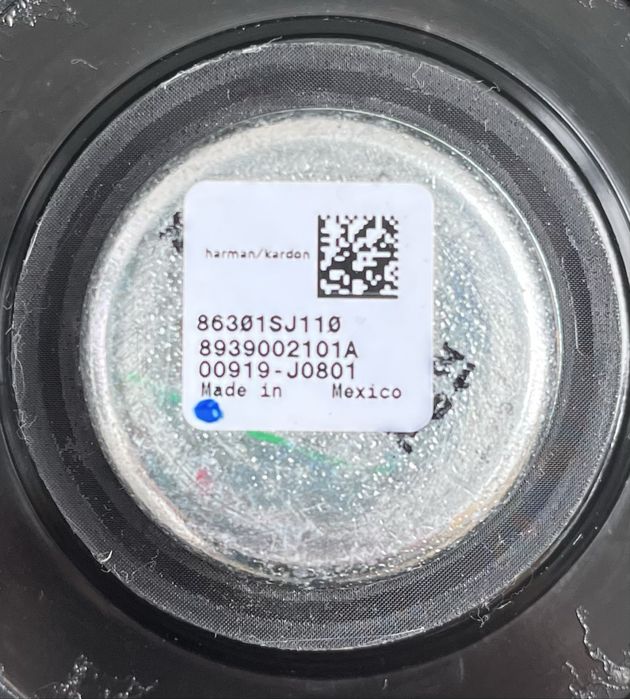 harman/kardon
86301SJ110
8939002101A
00919-J0801
Made in Mexico